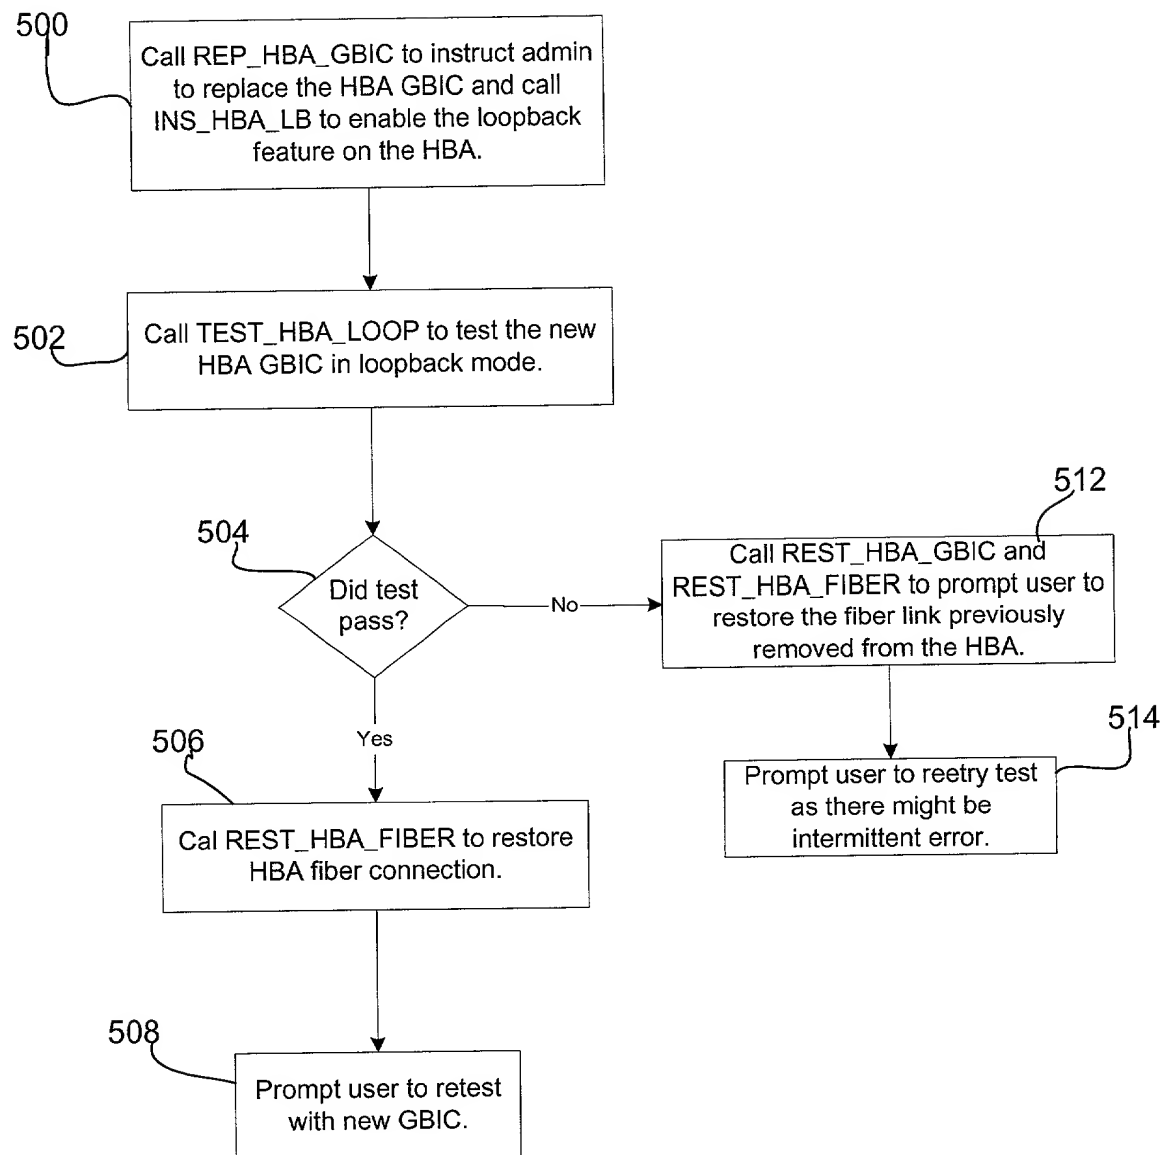 500
Call REP_HBA_GBIC to instruct admin
to replace the HBA GBIC and call
INS_HBA_LB to enable the loopback
feature on the HBA.
502
Call TEST_HBA_LOOP to test the new
HBA GBIC in loopback mode.
504
Did test
pass?
No
512
Call REST_HBA_GBIC and
REST_HBA_FIBER to prompt user to
restore the fiber link previously
removed from the HBA.
514
Prompt user to reetry test
as there might be
intermittent error.
Yes
506
Cal REST_HBA_FIBER to restore
HBA fiber connection.
508
Prompt user to retest
with new GBIC.